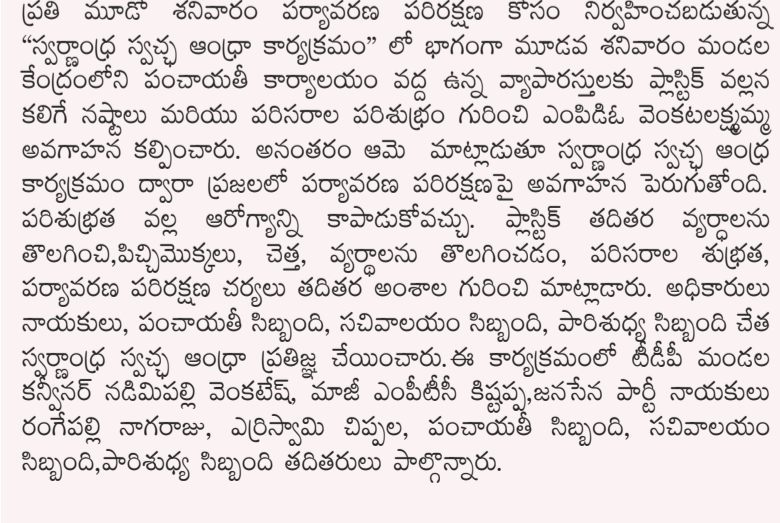 ప్రతి మూడో శనివారం పర్యావరణ పరిరక్షణ కోసం నిర్వహించబడుతున్న
“స్వర్ణాంధ్ర స్వచ్ఛ ఆంధ్రా కార్యక్రమం” లో భాగంగా మూడవ శనివారం మండల
కేంద్రంలోని పంచాయతీ కార్యాలయం వద్ద ఉన్న వ్యాపారస్తులకు ప్లాస్టిక్ వల్లన
కలిగే నష్టాలు మరియు పరిసరాల పరిశుభ్రం గురించి ఎంపిడిఓ వెంకటలక్ష్మమ్మ
అవగాహన కల్పించారు. అనంతరం ఆమె మాట్లాడుతూ స్వర్ణాంధ్ర స్వచ్ఛ ఆంధ్ర
కార్యక్రమం ద్వారా ప్రజలలో పర్యావరణ పరిరక్షణపై అవగాహన పెరుగుతోంది.
పరిశుభ్రత వల్ల ఆరోగ్యాన్ని కాపాడుకోవచ్చు. ప్లాస్టిక్ తదితర వ్యర్ధాలను
తొలగించి,పిచ్చిమొక్కలు, చెత్త, వ్యర్థాలను తొలగించడం, పరిసరాల శుభ్రత,
పర్యావరణ పరిరక్షణ చర్యలు తదితర అంశాల గురించి మాట్లాడారు. అధికారులు
నాయకులు, పంచాయతీ సిబ్బంది, సచివాలయం సిబ్బంది, పారిశుధ్య సిబ్బంది చేత
స్వర్ణాంధ్ర స్వచ్ఛ ఆంధ్రా ప్రతిజ్ఞ చేయించారు.ఈ కార్యక్రమంలో టీడీపీ మండల
కన్వీనర్ నడిమిపల్లి వెంకటేష్, మాజీ ఎంపీటీసీ కిష్టప్ప,జనసేన పార్టీ నాయకులు
రంగేపల్లి నాగరాజు, ఎర్రిస్వామి చిప్పల, పంచాయతీ సిబ్బంది, సచివాలయం
సిబ్బంది,పారిశుధ్య సిబ్బంది తదితరులు పాల్గొన్నారు.